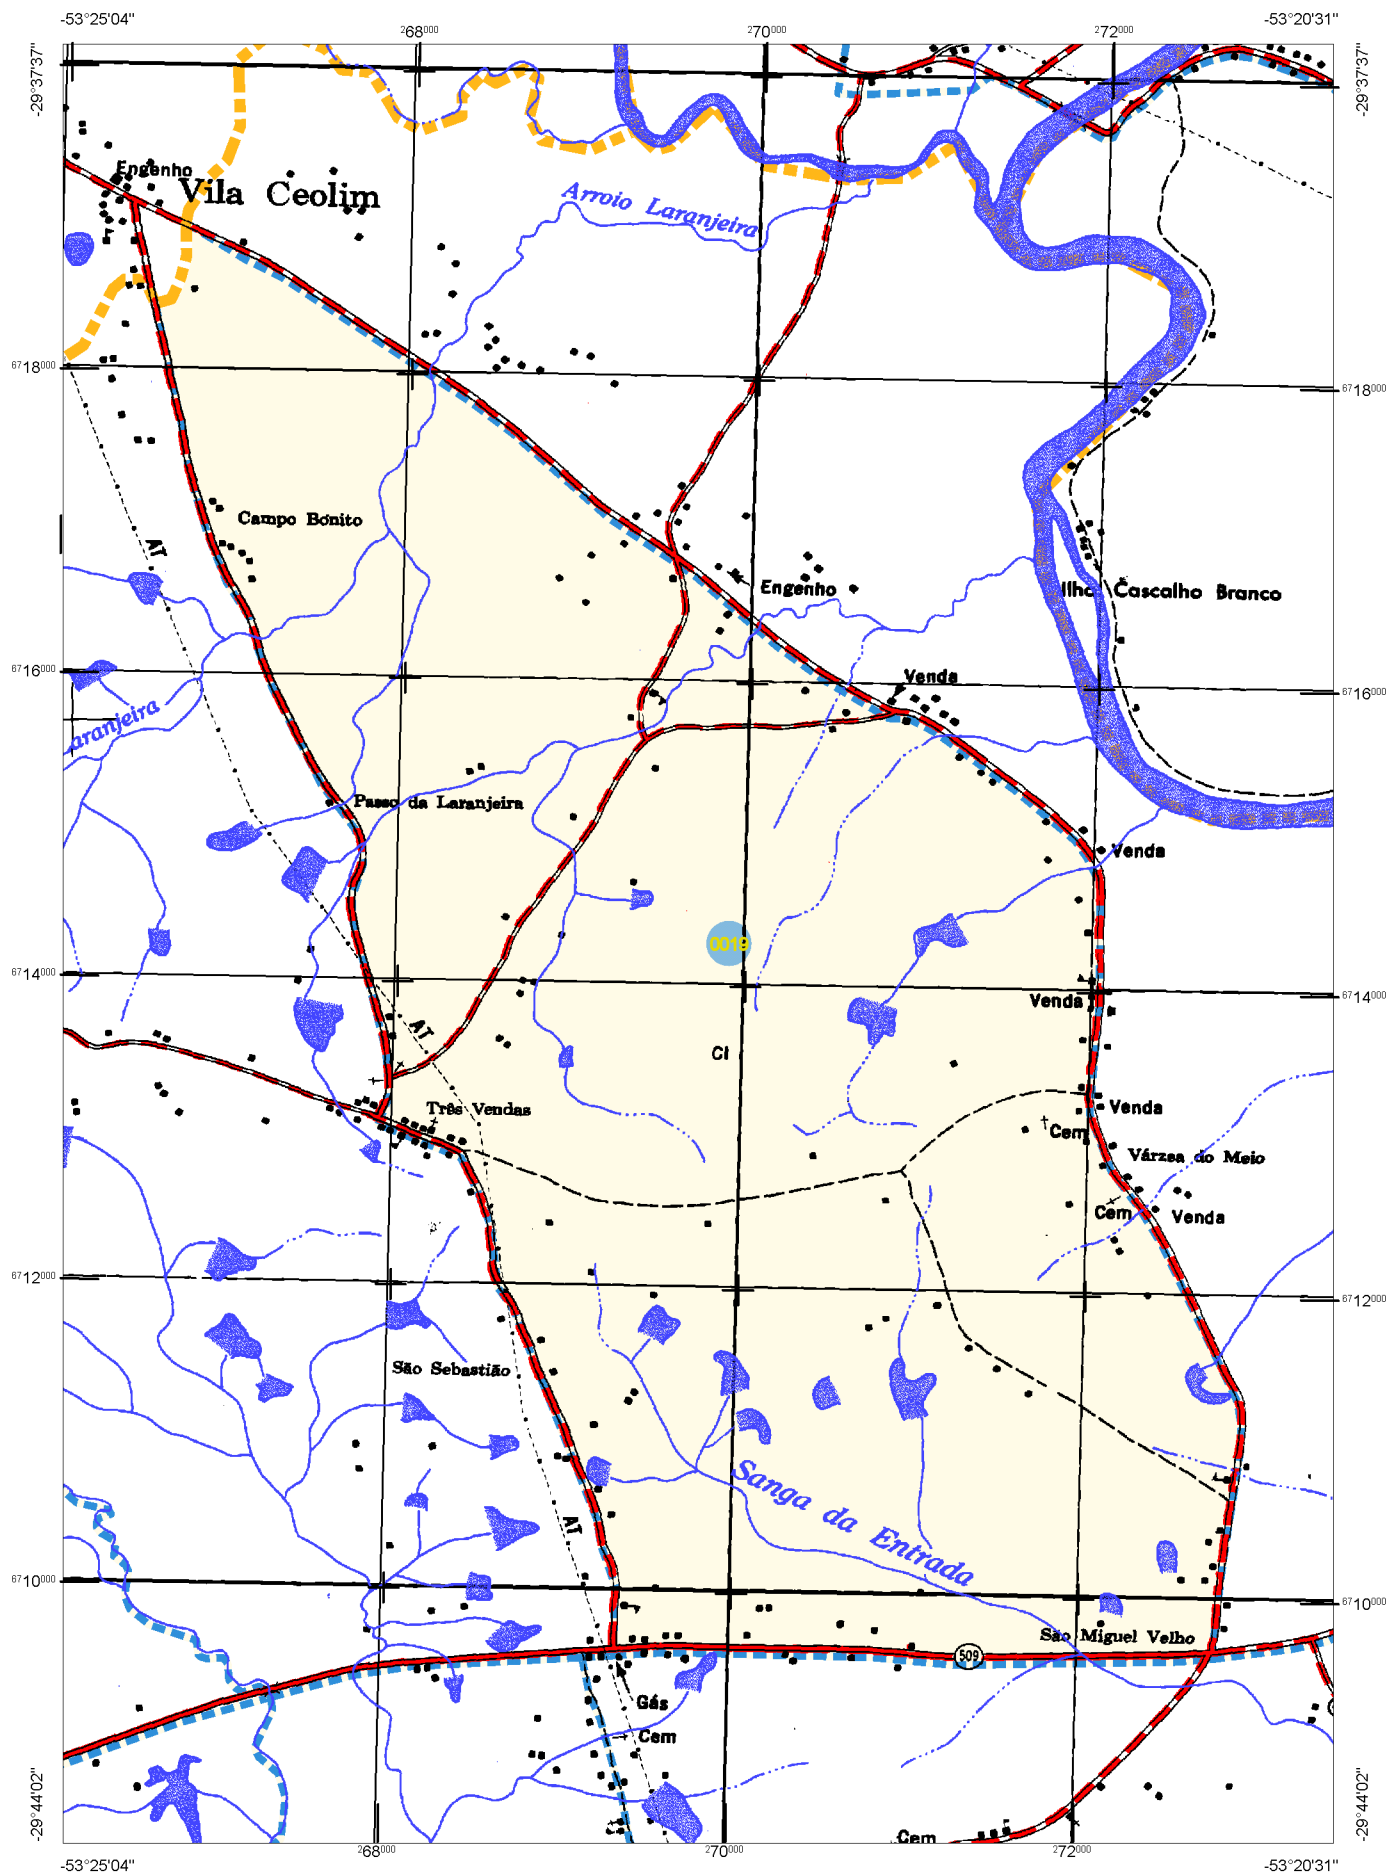 -53°25'04"
-53°20'31"
268000
270000
272000
-29°37'37"
-29°37'37"
Engenho
Vila Ceolim
Arroio Laranjeira
6718000
6718000
Campo Bonito
AT
Engenho
Ilha Cascalho Branco
6716000
6716000
Venda
aranjeira
Passo da Laranjeira
Venda
0019
6714000
6714000
Venda
AT
CI
Três Vendas
Venda
Cem
Várzea do Meio
Cem
Venda
6712000
6712000
São Sebastião
Sanga da Entrada
AT
6710000
6710000
São Miguel Velho
509
Gás
Cem
Cem
-29°44'02"
-29°44'02"
268000
270000
272000
-53°25'04"
-53°20'31"